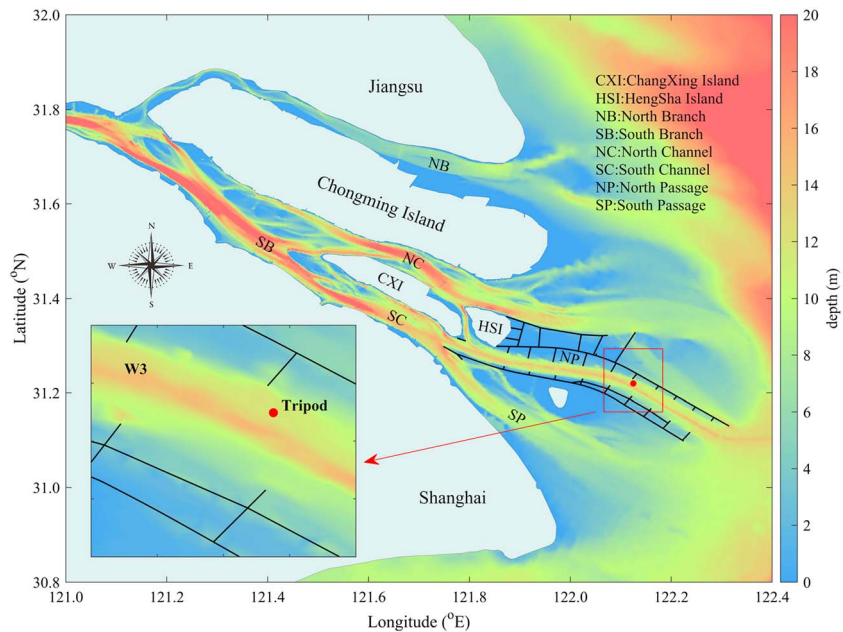 32.0
31.8
31.6
31.4
31.2
31.0
30.8
Latitude (°N)
121.0
121.2
121.4
121.6
121.8
122.0
122.2
122.4
Longitude (°E)
Jiangsu
CXI:ChangXing Island
HSI:HengSha Island
NB:North Branch
SB:South Branch
NC:North Channel
SC:South Channel
NP:North Passage
SP:South Passage
NB
Chongming Island
SB
NC
CXI
SC
HSI
NP
SP
Shanghai
N
W
E
S
W3
Tripod
20
18
16
14
12
10
8
6
4
2
0
depth (m)